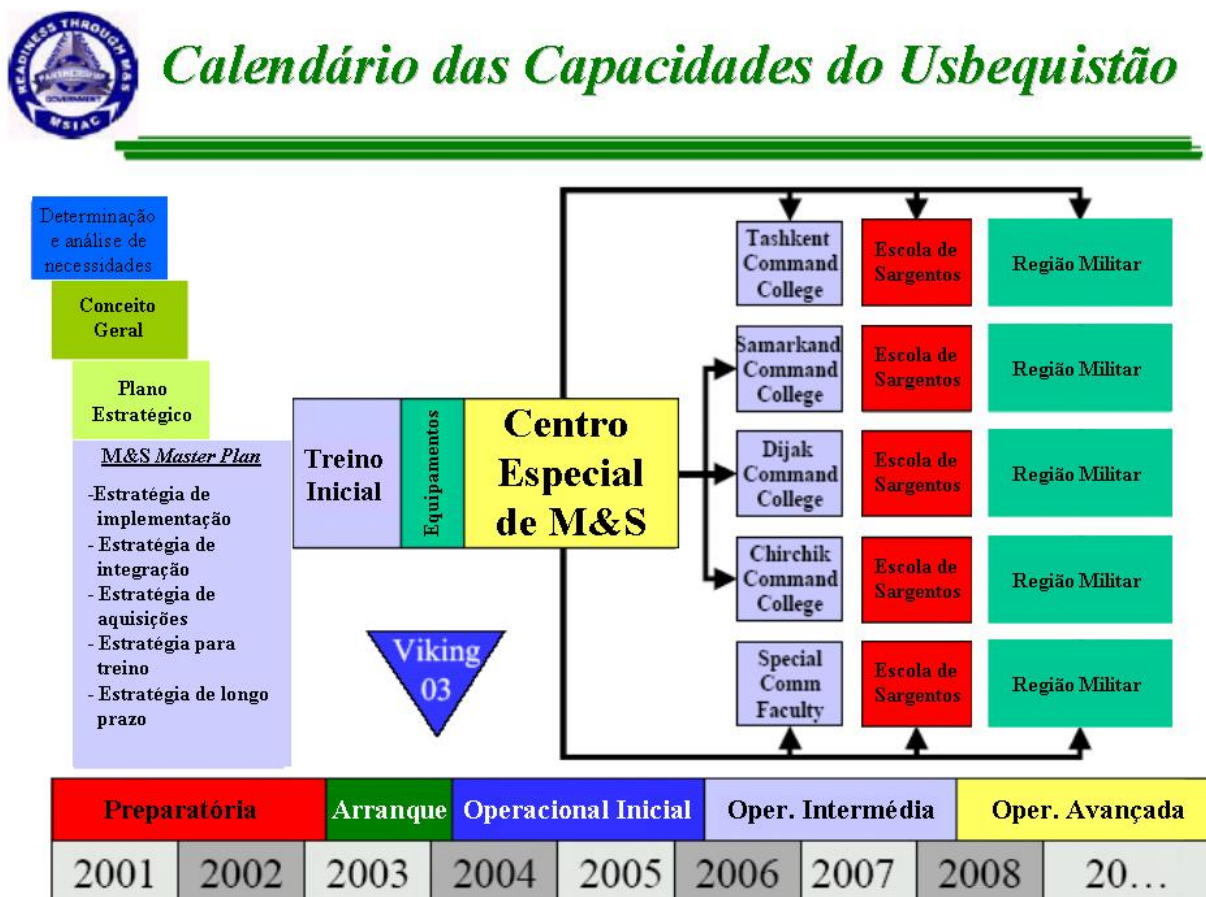 READINESS THROUGH M&S
PARTNERSHIP
GOVERNMENT
MSIAC
Calendário das Capacidades do Usbequistão
Determinação
e análise de
necessidades
Conceito
Geral
Plano
Estratégico
M&S Master Plan
-Estratégia de
implementação
- Estratégia de
integração
- Estratégia de
aquisições
- Estratégia para
treino
- Estratégia de longo
prazo
Treino
Inicial
Equipamentos
Centro
Especial
de M&S
Viking
03
Tashkent
Command
College
Escola de
Sargentos
Região Militar
Samarkand
Command
College
Escola de
Sargentos
Região Militar
Dijak
Command
College
Escola de
Sargentos
Região Militar
Chirchik
Command
College
Escola de
Sargentos
Região Militar
Special
Comm
Faculty
Escola de
Sargentos
Região Militar
Preparatória Arranque Operacional Inicial Oper. Intermédia Oper. Avançada
2001 2002 2003 2004 2005 2006 2007 2008 20…